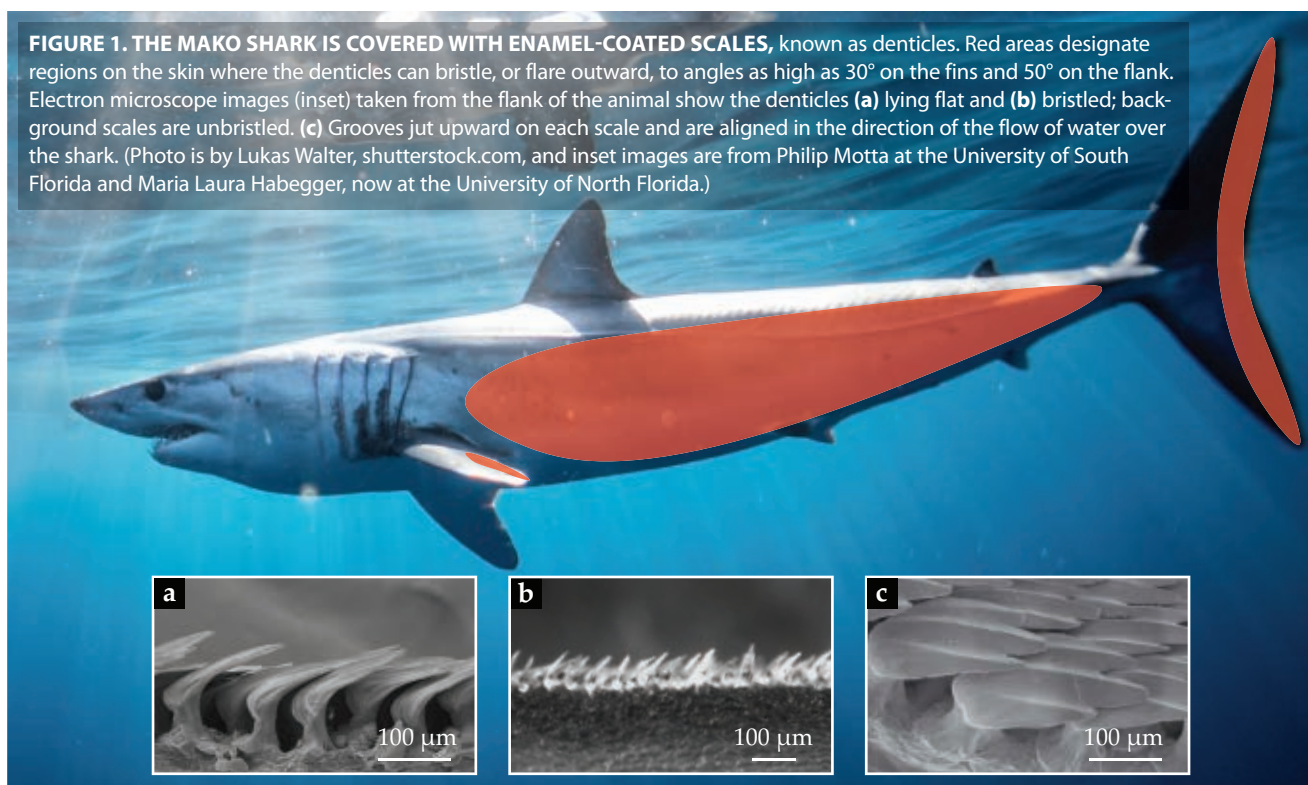 FIGURE 1. THE MAKO SHARK IS COVERED WITH ENAMEL-COATED SCALES, known as denticles. Red areas designate
regions on the skin where the denticles can bristle, or flare outward, to angles as high as 30° on the fins and 50° on the flank.
Electron microscope images (inset) taken from the flank of the animal show the denticles (a) lying flat and (b) bristled; back-
ground scales are unbristled. (c) Grooves jut upward on each scale and are aligned in the direction of the flow of water over
the shark. (Photo is by Lukas Walter, shutterstock.com, and inset images are from Philip Motta at the University of South
Florida and Maria Laura Habegger, now at the University of North Florida.)
a
100 µm
b
100 µm
c
100 µm